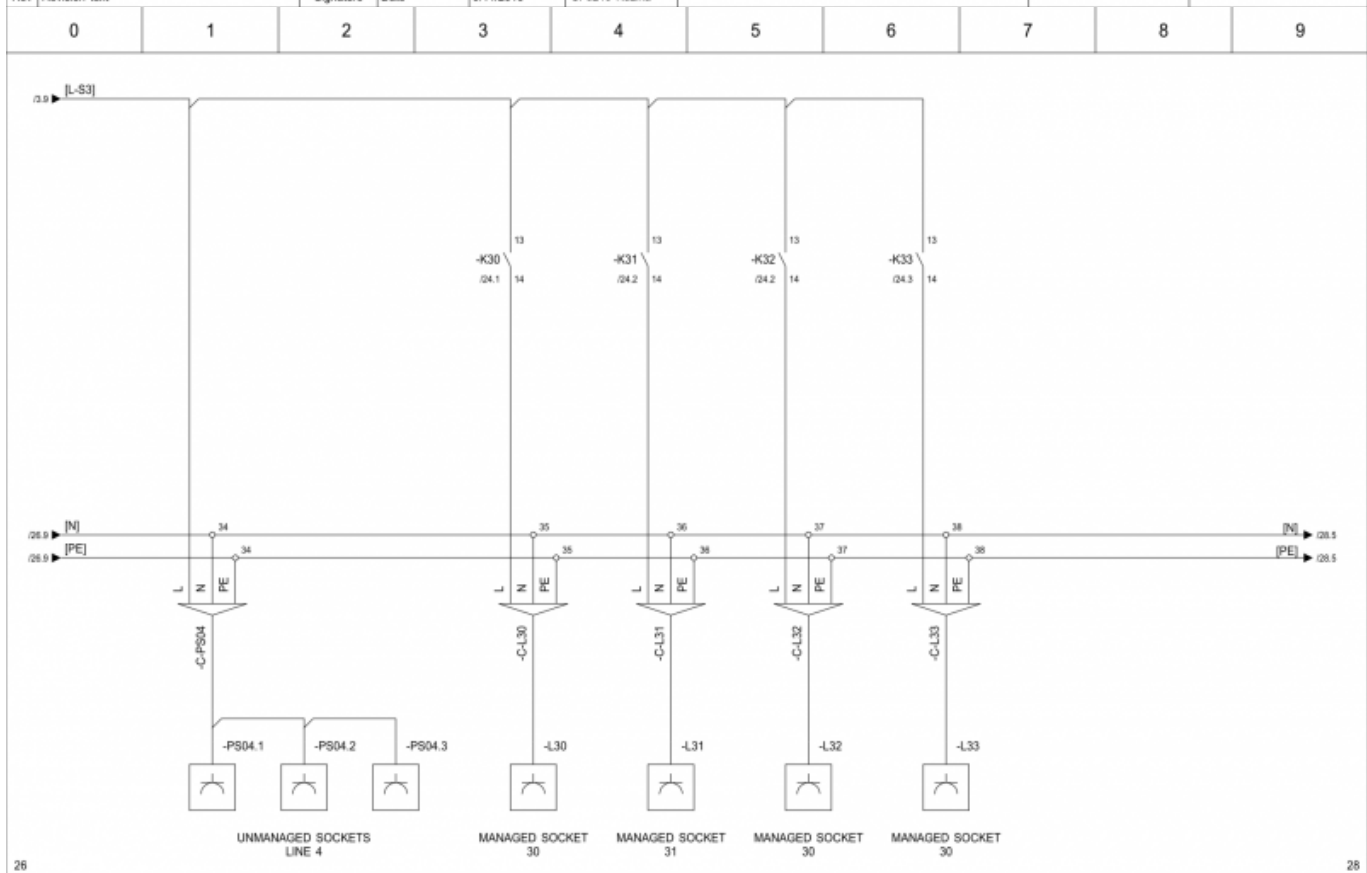 0 1 2 3 4 5 6 7 8 9
[L-S3]
/3.9
13 13 13 13
-K30 -K31 -K32 -K33
/24.1 14 /24.2 14 /24.2 14 /24.3 14
/26.9 [N] 34 35 36 37 38 [N] /28.5
/26.9 [PE] 34 35 36 37 38 [PE] /28.5
L N PE L N PE L N PE L N PE L N PE
-C-PS04 -C-L30 -C-L31 -C-L32 -C-L33
-PS04.1 -PS04.2 -PS04.3 -L30 -L31 -L32 -L33
UNMANAGED SOCKETS
LINE 4
MANAGED SOCKET
30
MANAGED SOCKET
31
MANAGED SOCKET
30
MANAGED SOCKET
30
26 28